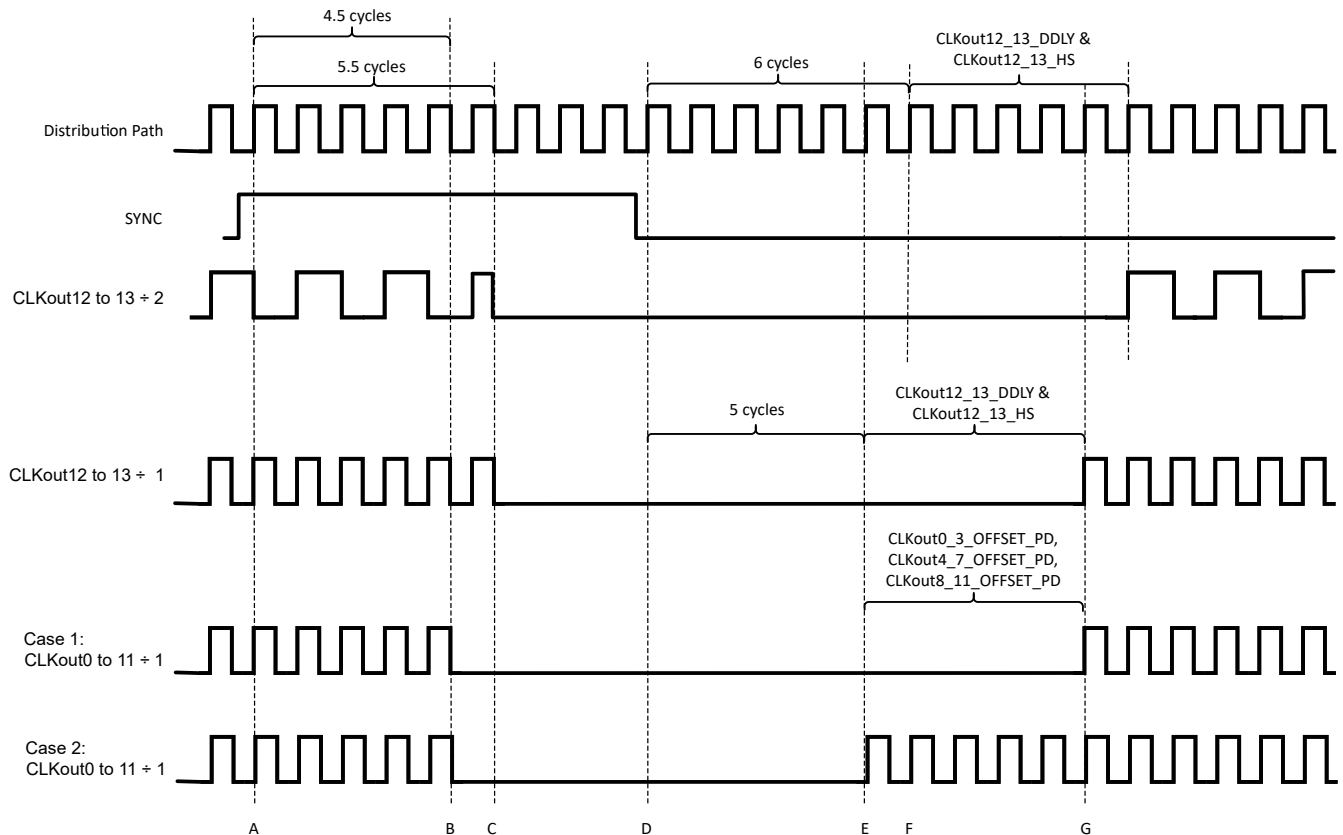 4.5 cycles
5.5 cycles
6 cycles
CLKout12_13_DDLY &
CLKout12_13_HS
Distribution Path
SYNC
CLKout12 to 13 ÷ 2
5 cycles
CLKout12_13_DDLY &
CLKout12_13_HS
CLKout12 to 13 ÷ 1
CLKout0_3_OFFSET_PD,
CLKout4_7_OFFSET_PD,
CLKout8_11_OFFSET_PD
Case 1:
CLKout0 to 11 ÷ 1
Case 2:
CLKout0 to 11 ÷ 1
A B C D E F G